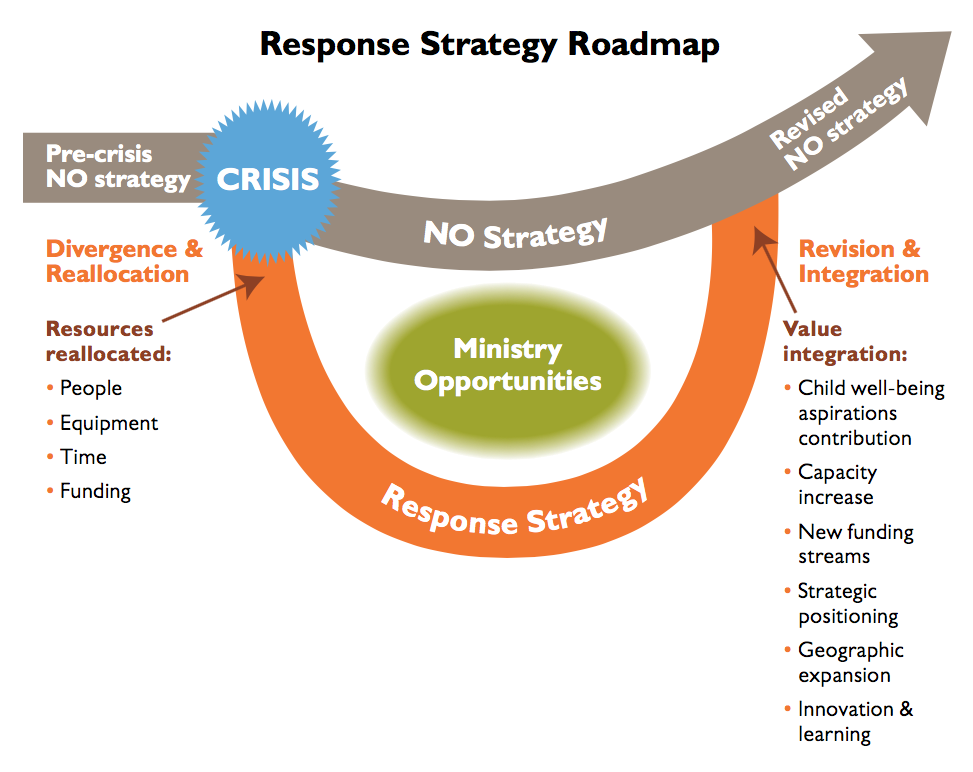 Response Strategy Roadmap
Pre-crisis
NO strategy
CRISIS
NO Strategy
Revised
NO strategy
Divergence &
Reallocation
Resources
reallocated:
• People
• Equipment
• Time
• Funding
Ministry
Opportunities
Response Strategy
Revision &
Integration
Value
integration:
• Child well-being
aspirations
contribution
• Capacity
increase
• New funding
streams
• Strategic
positioning
• Geographic
expansion
• Innovation &
learning